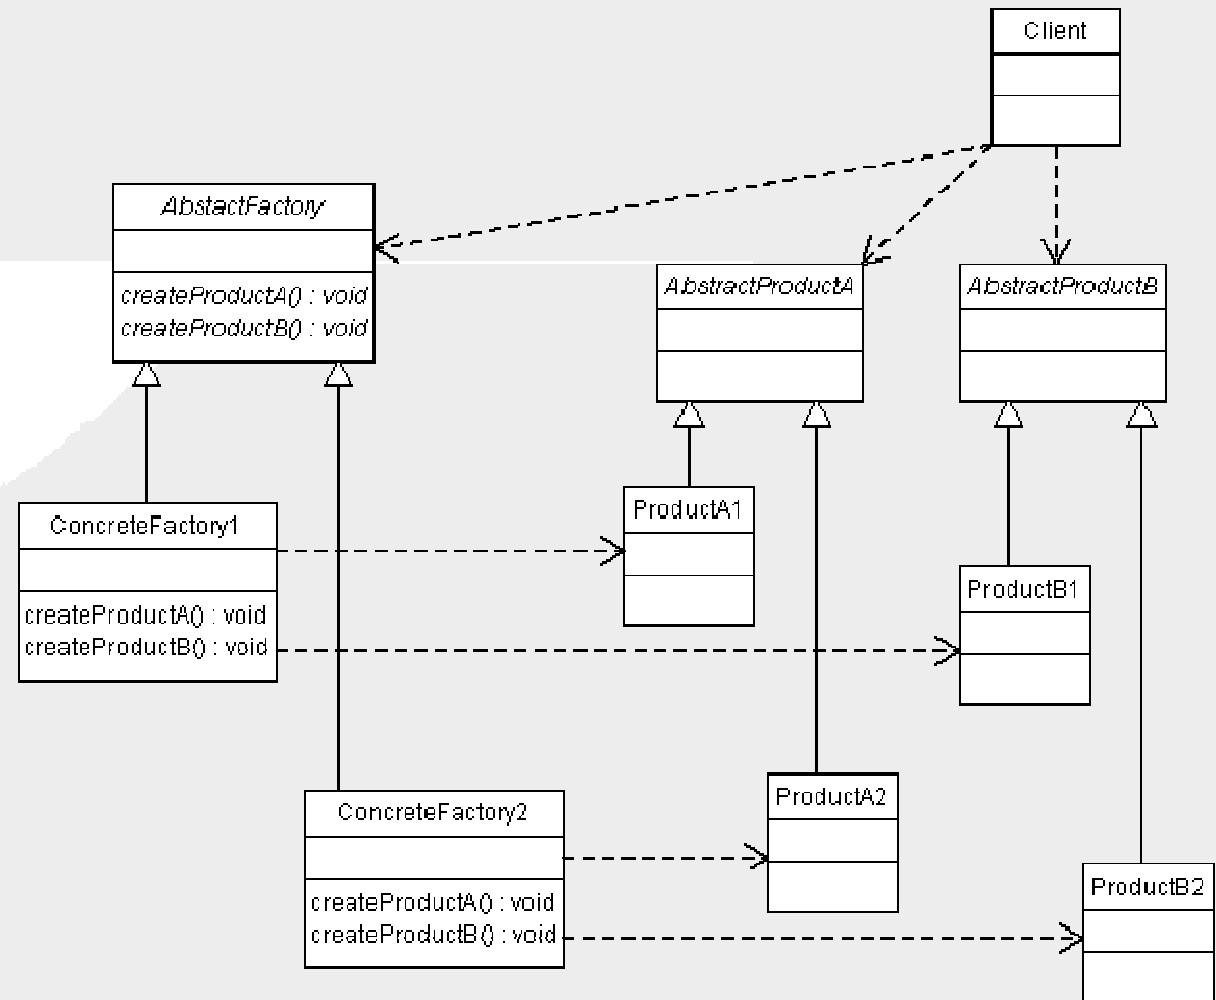 Client
AbstactFactory
createProductA() : void
createProductB() : void
AbstractProductA
AbstractProductB
ConcreteFactory1
createProductA() : void
createProductB() : void
ProductA1
ProductB1
ConcreteFactory2
createProductA() : void
createProductB() : void
ProductA2
ProductB2